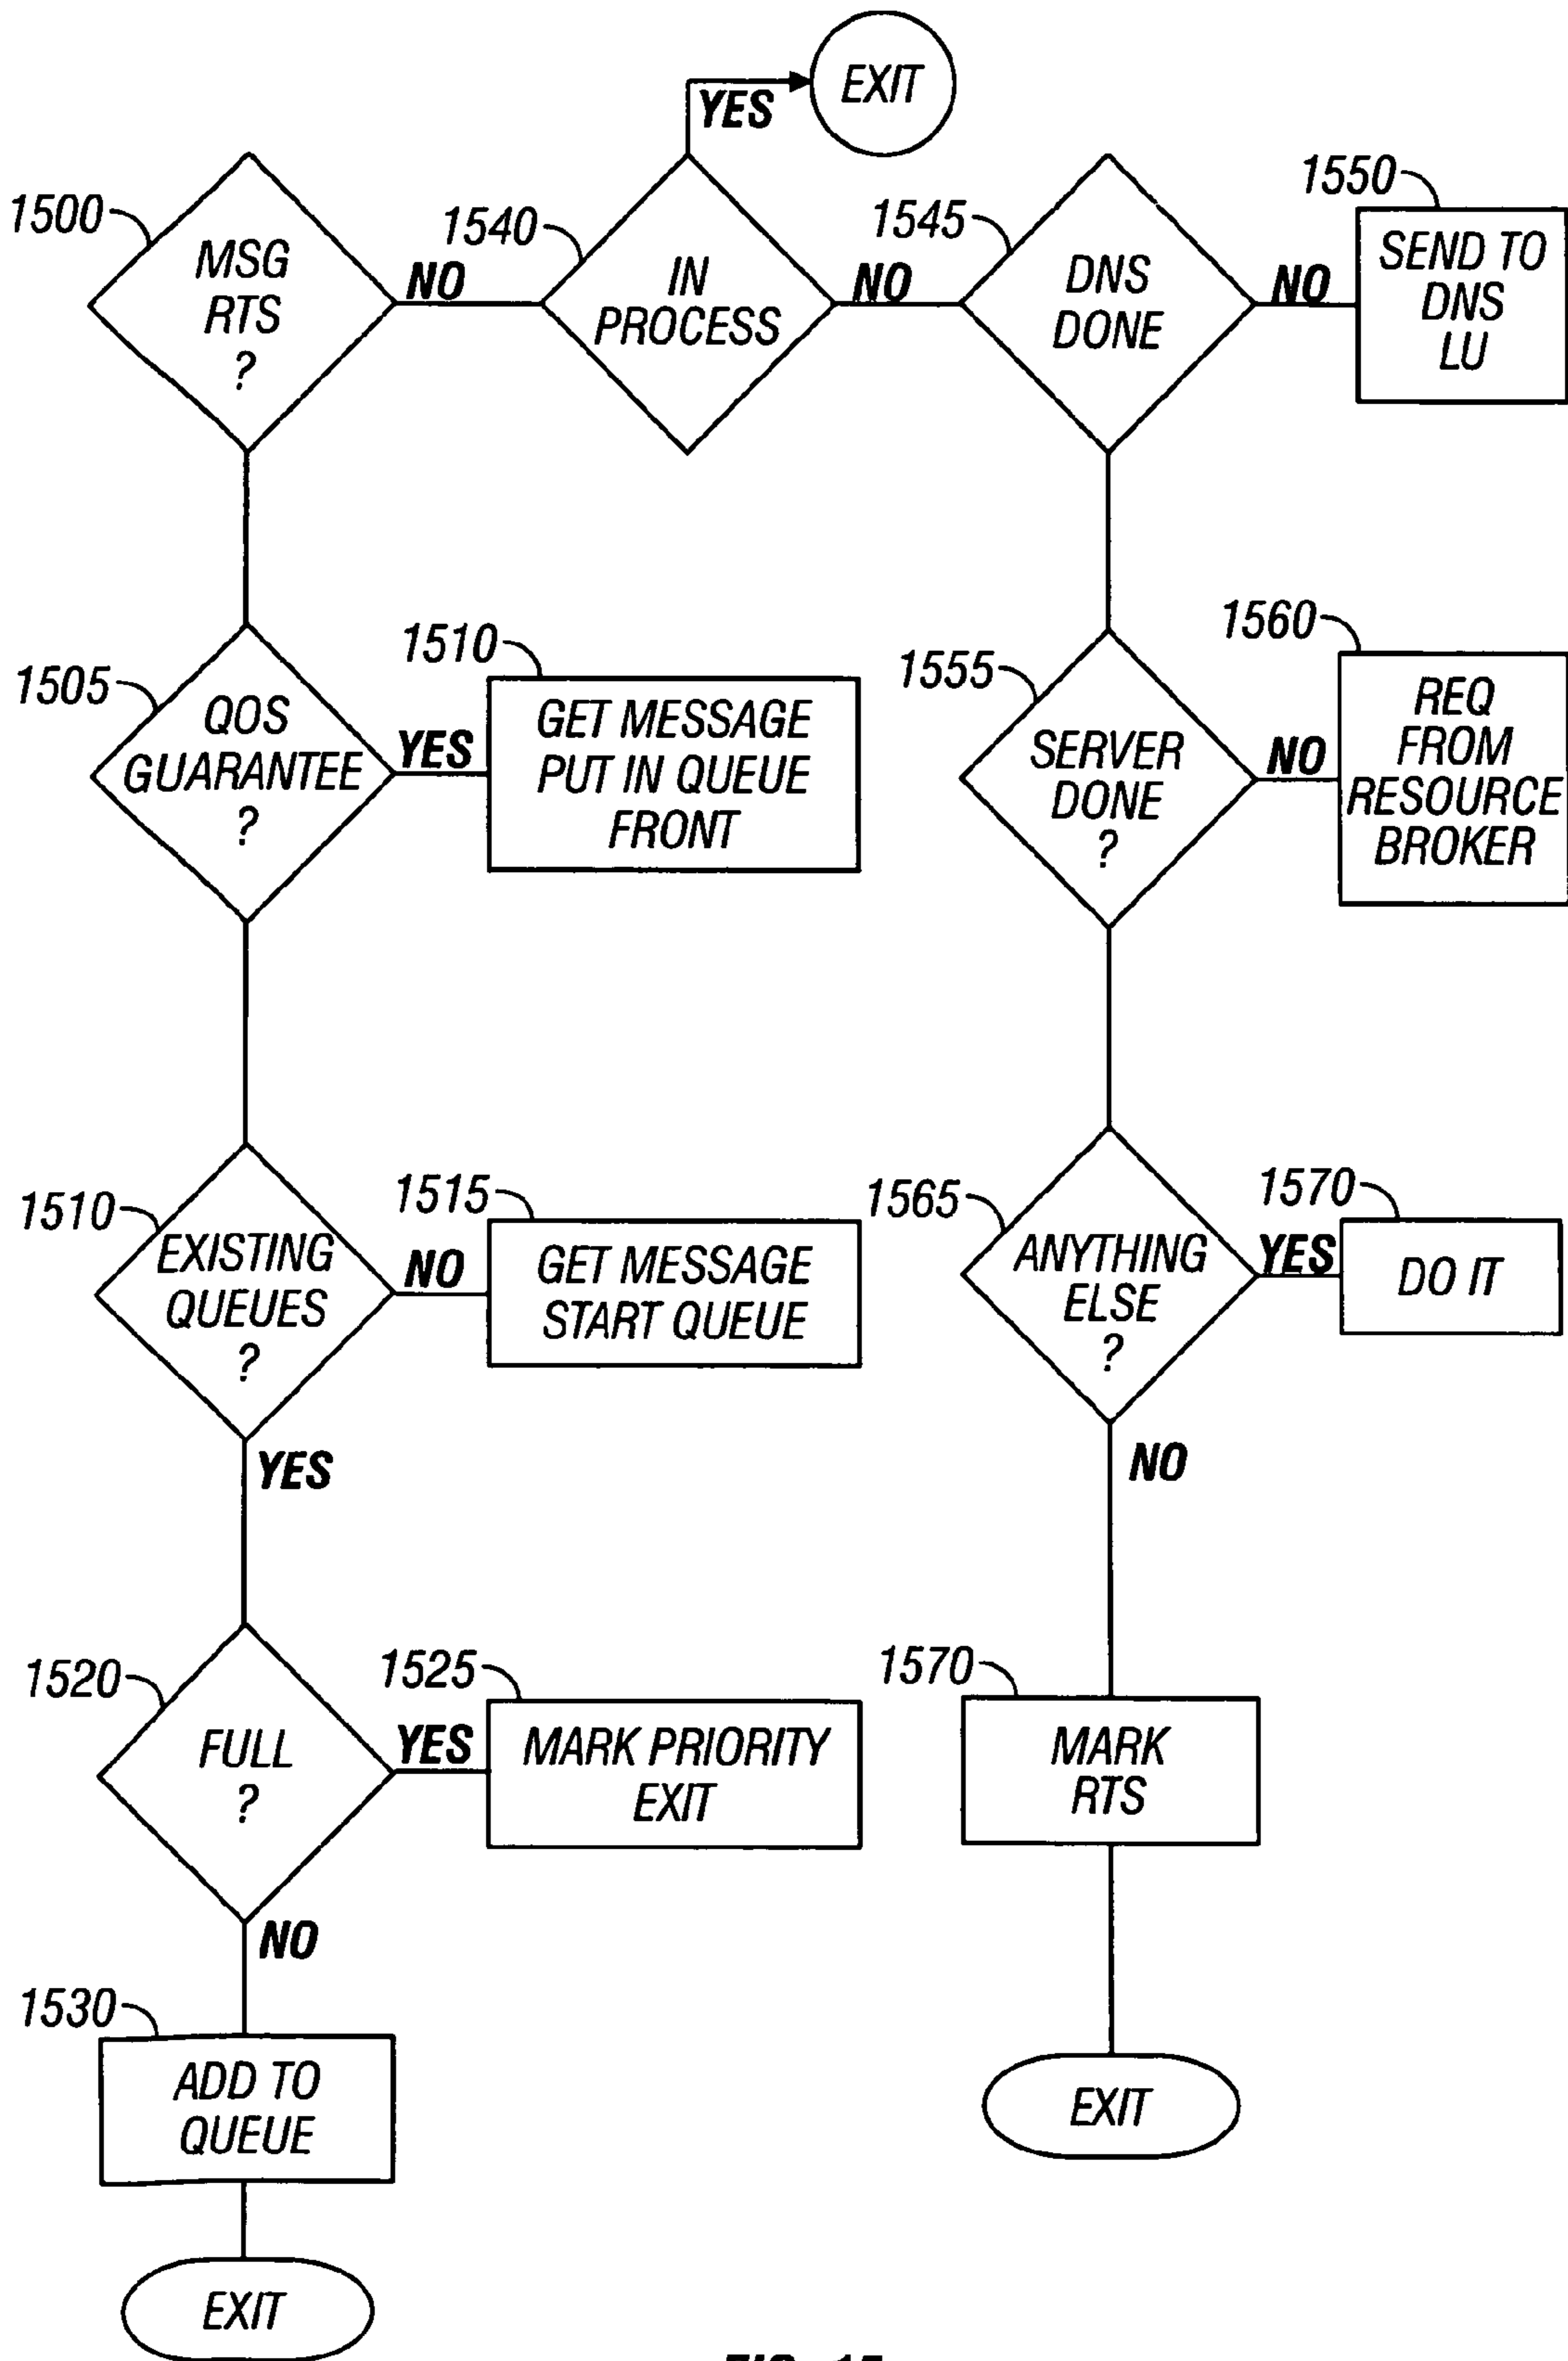 EXIT
YES
1500
MSG
RTS
?
NO
1540
IN
PROCESS
NO
1545
DNS
DONE
NO
1550
SEND TO
DNS
LU
1505
QOS
GUARANTEE
?
YES
1510
GET MESSAGE
PUT IN QUEUE
FRONT
1555
SERVER
DONE
?
NO
1560
REQ
FROM
RESOURCE
BROKER
1510
EXISTING
QUEUES
?
NO
1515
GET MESSAGE
START QUEUE
YES
1565
ANYTHING
ELSE
?
YES
1570
DO IT
NO
1520
FULL
?
YES
1525
MARK PRIORITY
EXIT
NO
1570
MARK
RTS
1530
ADD TO
QUEUE
EXIT
EXIT